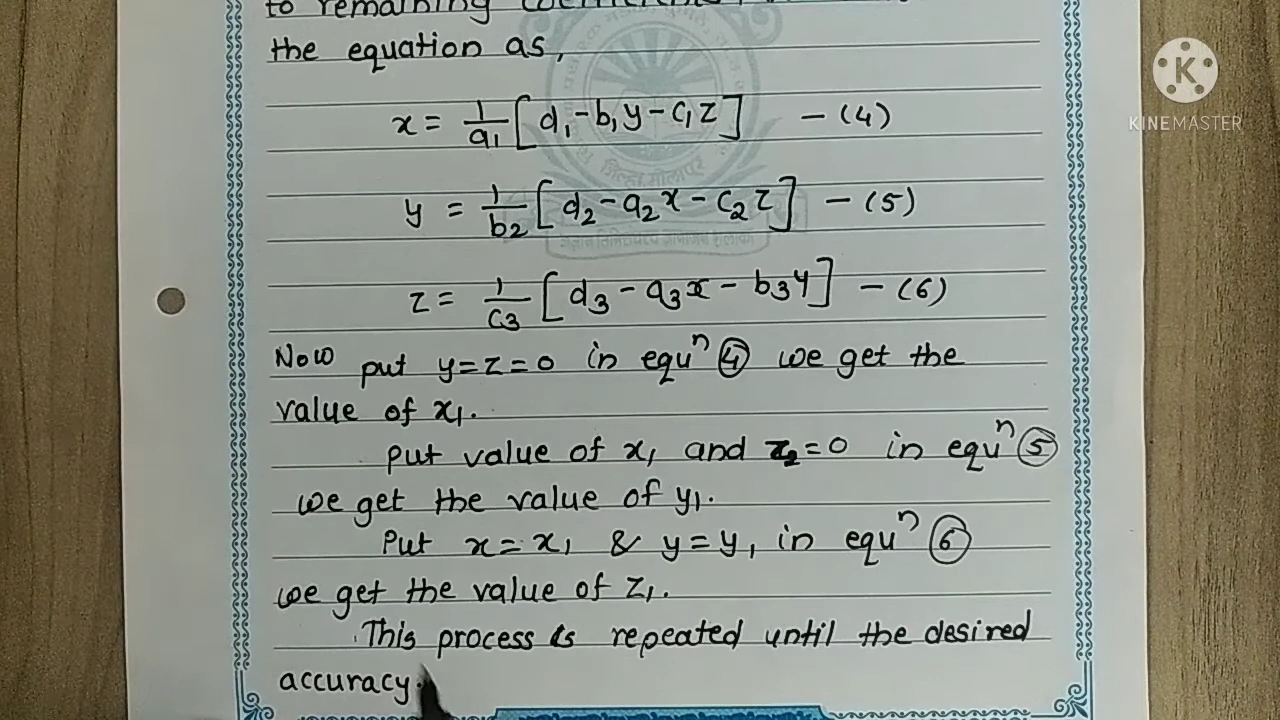 to remaining
the equation as,
x = 1/a₁ [d₁-b₁y-c₁z] -(4)
y = 1/b₂ [d₂-a₂x-c₂z] -(5)
z = 1/c₃ [d₃-a₃x-b₃y] -(6)
Now put y=z=0 in equⁿ ④ we get the
value of x₁.
Put value of x₁ and z=0 in equⁿ ⑤
we get the value of y₁.
Put x=x₁ & y=y₁ in equⁿ ⑥
we get the value of z₁.
This process is repeated until the desired
accuracy.
K
KINEMASTER